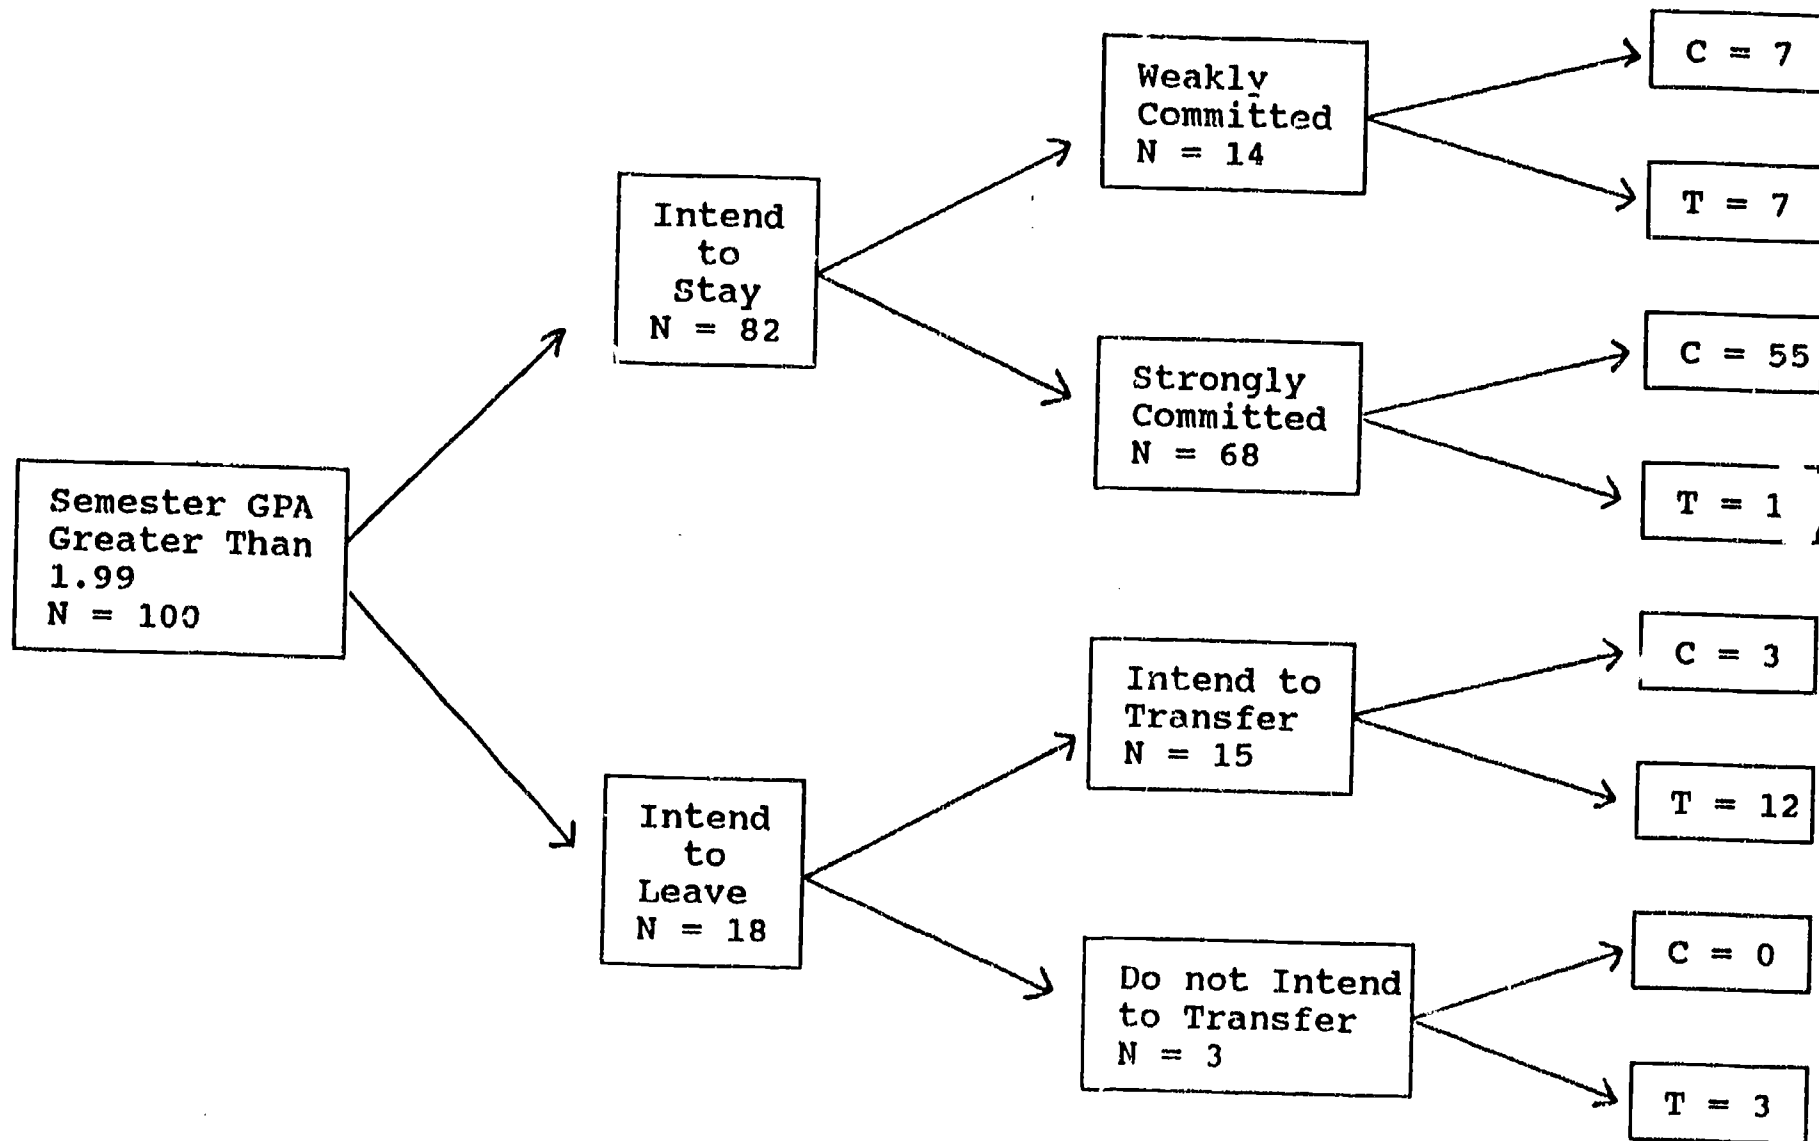 Semester GPA
Greater Than
1.99
N = 100
Intend
to
Stay
N = 82
Intend
to
Leave
N = 18
Weakly
Committed
N = 14
Strongly
Committed
N = 68
Intend to
Transfer
N = 15
Do not Intend
to Transfer
N = 3
C = 7
T = 7
C = 55
T = 1
C = 3
T = 12
C = 0
T = 3